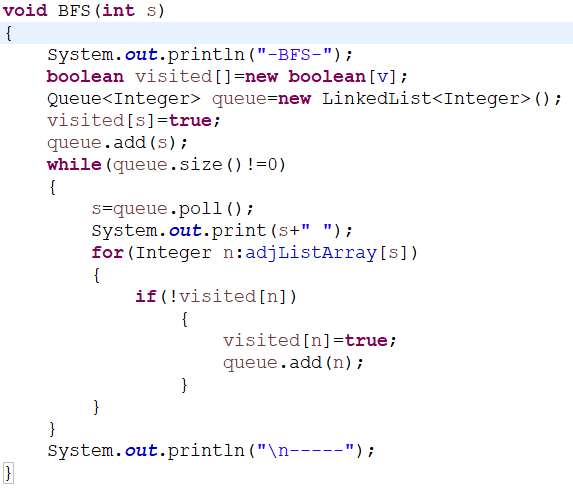 void BFS(int s)
{
    System.out.println("-BFS-");
    boolean visited[]=new boolean[v];
    Queue<Integer> queue=new LinkedList<Integer>();
    visited[s]=true;
    queue.add(s);
    while(queue.size()!=0)
    {
        s=queue.poll();
        System.out.print(s+" ");
        for(Integer n:adjListArray[s])
        {
            if(!visited[n])
                {
                    visited[n]=true;
                    queue.add(n);
                }
        }
    }
    System.out.println("\n-----");
}